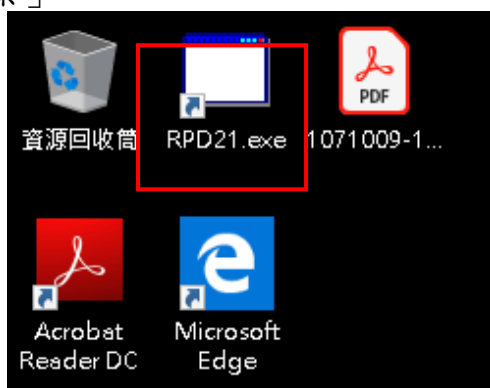 資源回收筒 RPD21.exe 1071009-1...
PDF
Acrobat Reader DC
Microsoft Edge